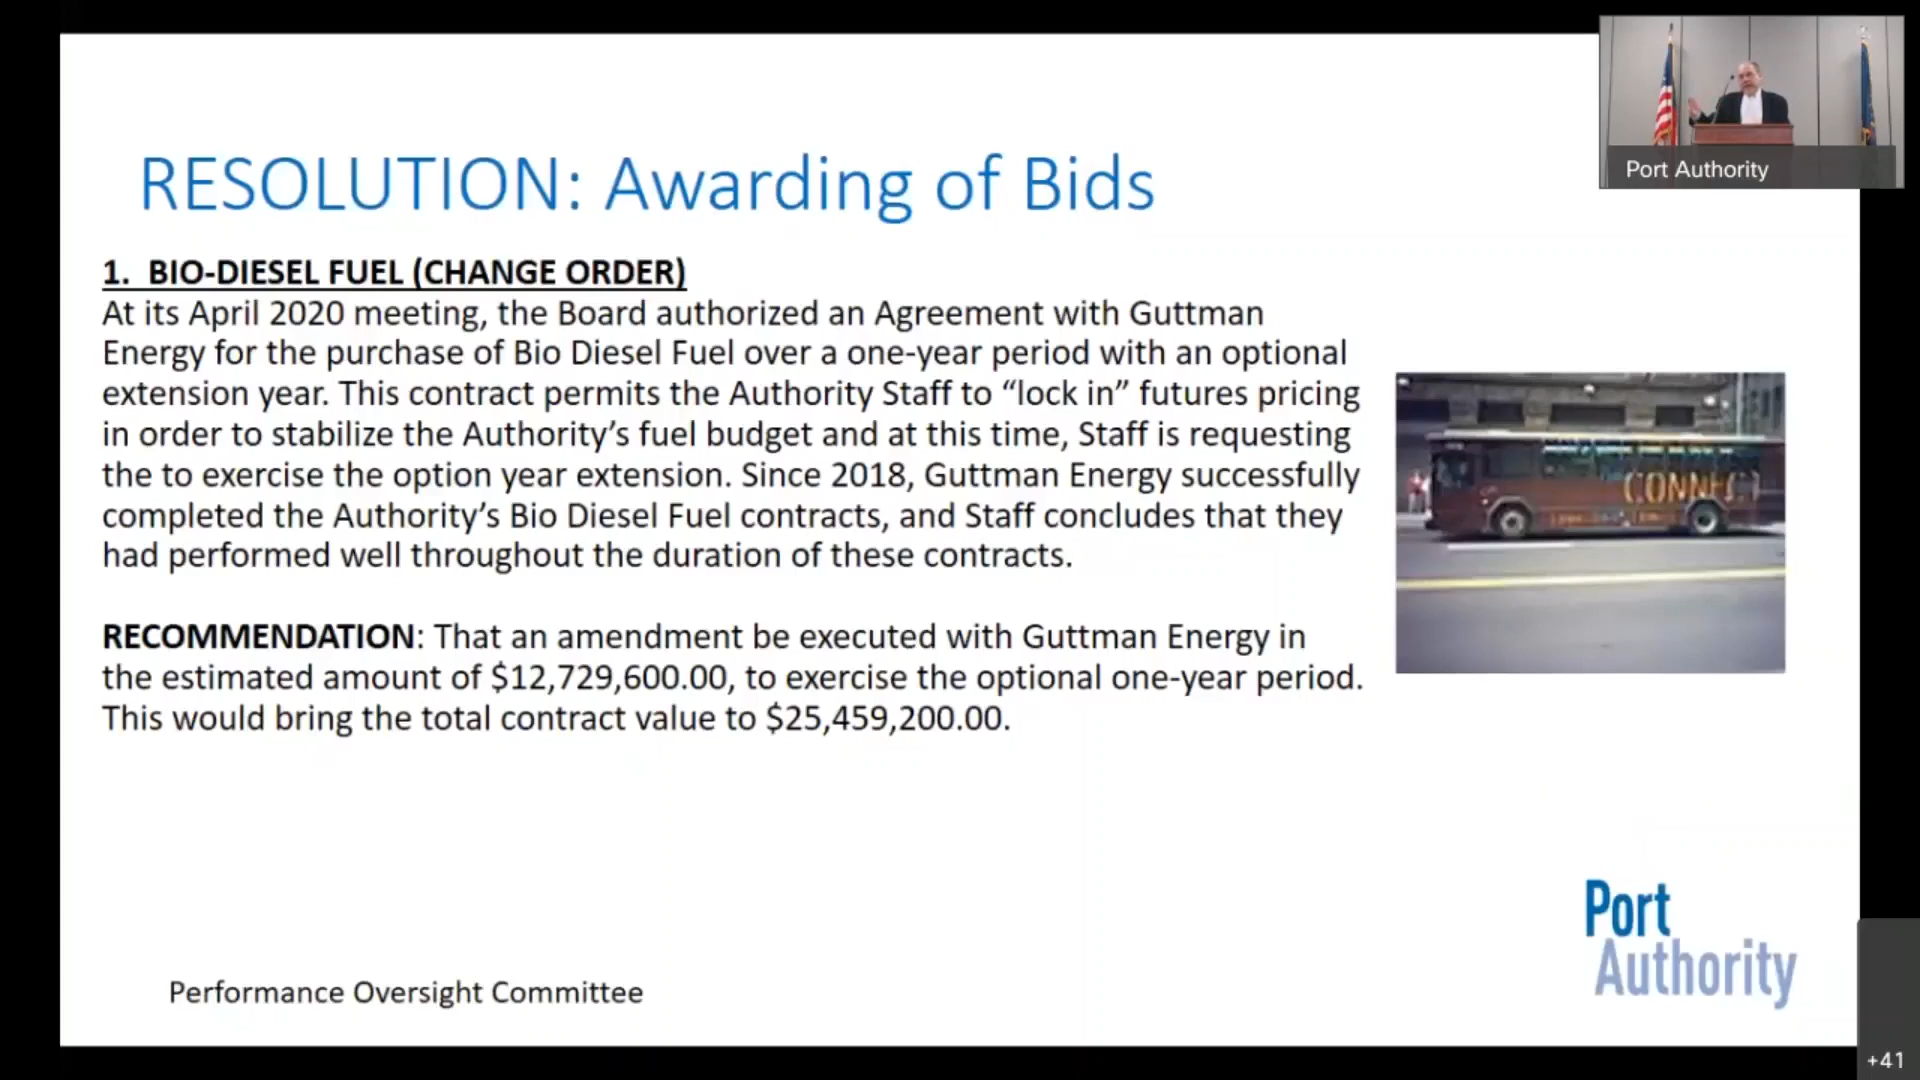 RESOLUTION: Awarding of Bids
1. BIO-DIESEL FUEL (CHANGE ORDER)
At its April 2020 meeting, the Board authorized an Agreement with Guttman
Energy for the purchase of Bio Diesel Fuel over a one-year period with an optional
extension year. This contract permits the Authority Staff to “lock in” futures pricing
in order to stabilize the Authority’s fuel budget and at this time, Staff is requesting
the to exercise the option year extension. Since 2018, Guttman Energy successfully
completed the Authority’s Bio Diesel Fuel contracts, and Staff concludes that they
had performed well throughout the duration of these contracts.
RECOMMENDATION: That an amendment be executed with Guttman Energy in
the estimated amount of $12,729,600.00, to exercise the optional one-year period.
This would bring the total contract value to $25,459,200.00.
Performance Oversight Committee
Port Authority
Port
Authority
+41